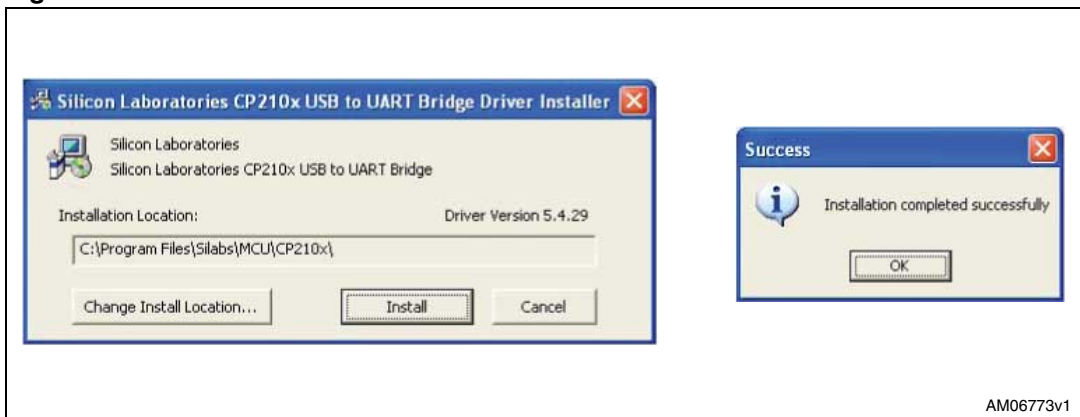 Silicon Laboratories CP210x USB to UART Bridge Driver Installer
Silicon Laboratories
Silicon Laboratories CP210x USB to UART Bridge
Installation Location:
Driver Version 5.4.29
C:\Program Files\Silabs\MCU\CP210x\
Change Install Location...
Install
Cancel
Success
Installation completed successfully
OK
AM06773v1